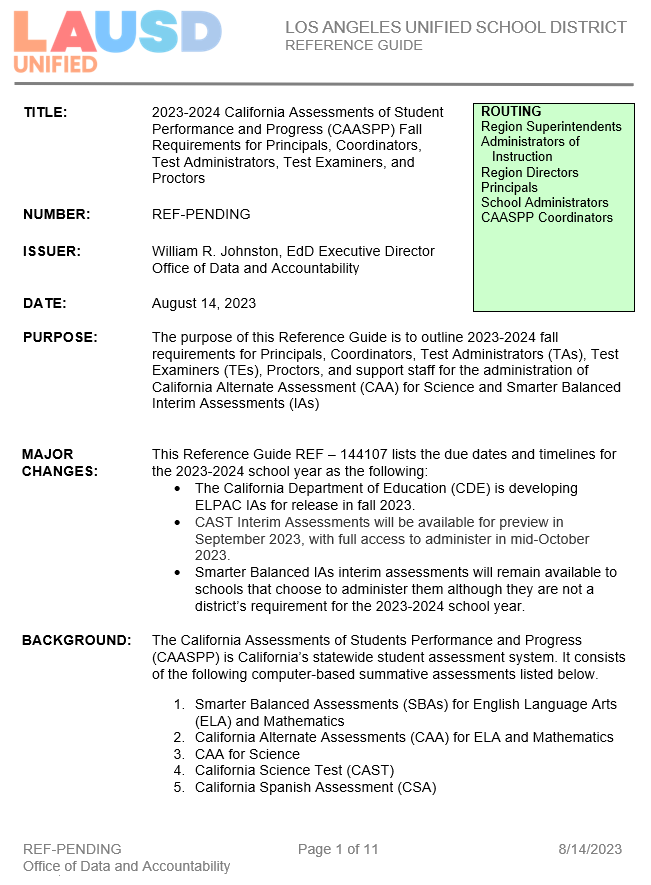 LAUSD
UNIFIED
LOS ANGELES UNIFIED SCHOOL DISTRICT
REFERENCE GUIDE
TITLE:
2023-2024 California Assessments of Student
Performance and Progress (CAASPP) Fall
Requirements for Principals, Coordinators,
Test Administrators, Test Examiners, and
Proctors
ROUTING
Region Superintendents
Administrators of
Instruction
Region Directors
Principals
School Administrators
CAASPP Coordinators
NUMBER:
REF-PENDING
ISSUER:
William R. Johnston, EdD Executive Director
Office of Data and Accountability
DATE:
August 14, 2023
PURPOSE:
The purpose of this Reference Guide is to outline 2023-2024 fall
requirements for Principals, Coordinators, Test Administrators (TAs), Test
Examiners (TEs), Proctors, and support staff for the administration of
California Alternate Assessment (CAA) for Science and Smarter Balanced
Interim Assessments (IAs)
MAJOR
CHANGES:
This Reference Guide REF – 144107 lists the due dates and timelines for
the 2023-2024 school year as the following:
• The California Department of Education (CDE) is developing
ELPAC IAs for release in fall 2023.
• CAST Interim Assessments will be available for preview in
September 2023, with full access to administer in mid-October
2023.
• Smarter Balanced IAs interim assessments will remain available to
schools that choose to administer them although they are not a
district's requirement for the 2023-2024 school year.
BACKGROUND:
The California Assessments of Students Performance and Progress
(CAASPP) is California's statewide student assessment system. It consists
of the following computer-based summative assessments listed below.
1. Smarter Balanced Assessments (SBAs) for English Language Arts
(ELA) and Mathematics
2. California Alternate Assessments (CAA) for ELA and Mathematics
3. CAA for Science
4. California Science Test (CAST)
5. California Spanish Assessment (CSA)
REF-PENDING
Page 1 of 11
8/14/2023
Office of Data and Accountability